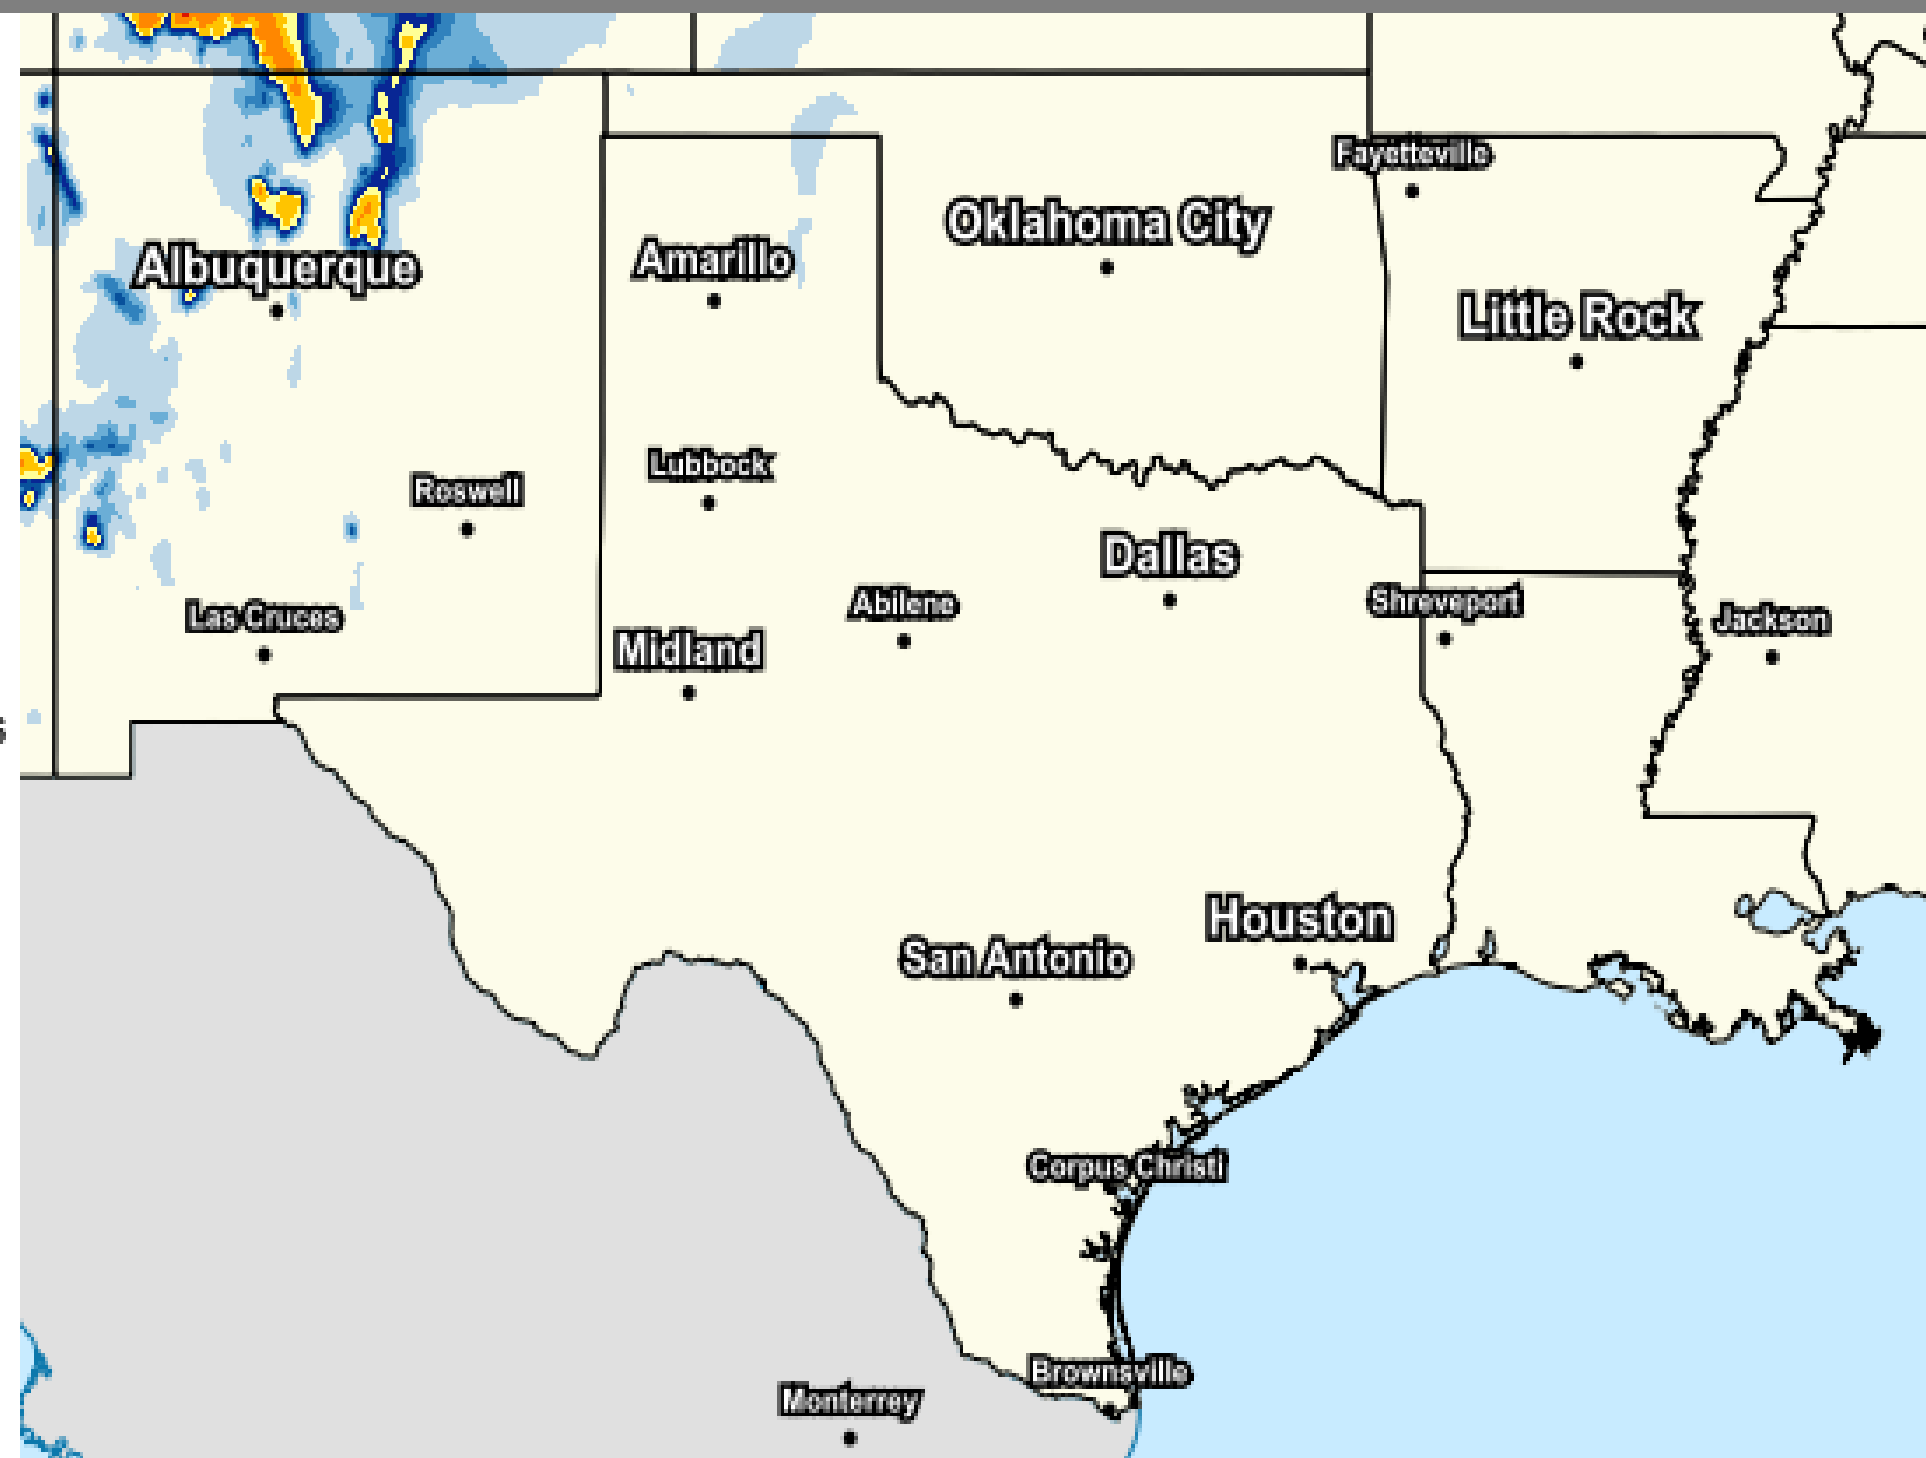 Fayetteville
Oklahoma City
Albuquerque
Amarillo
Little Rock
Lubbock
Roswell
Dallas
Abilene
Shreveport
Las Cruces
Jackson
Midland
Houston
San Antonio
Corpus Christi
Brownsville
Monterrey